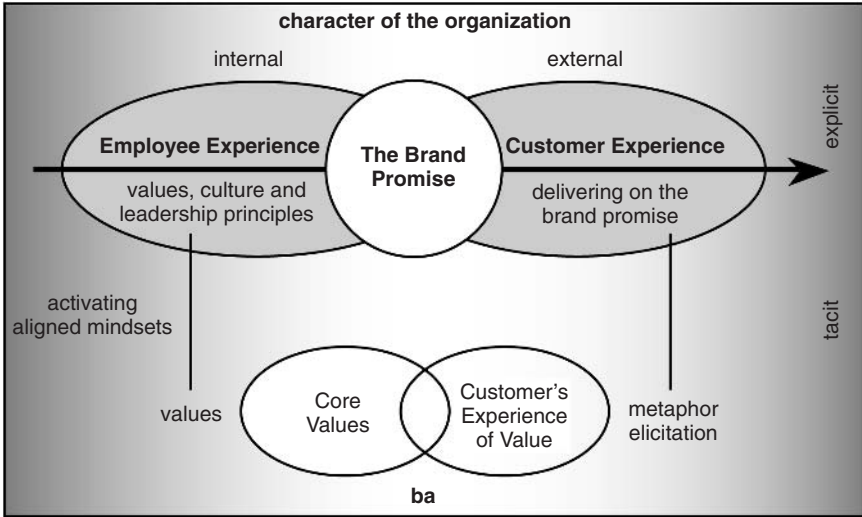 character of the organization
internal
external
explicit
Employee Experience
The Brand
Promise
Customer Experience
values, culture and
leadership principles
delivering on the
brand promise
activating
aligned mindsets
tacit
values
Core
Values
Customer’s
Experience
of Value
metaphor
elicitation
ba